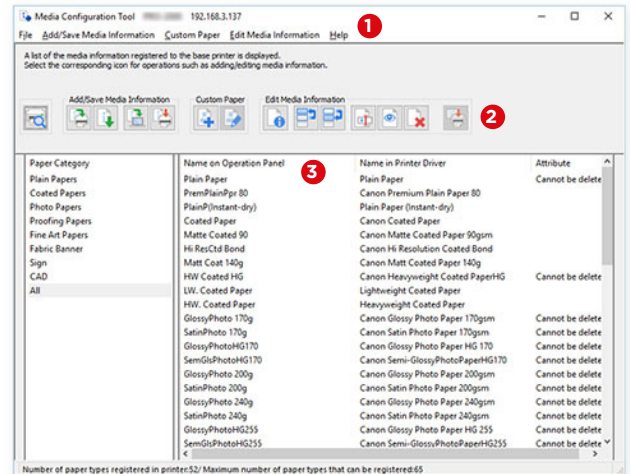 Media Configuration Tool 192.168.3.137
File Add/Save Media Information Custom Paper Edit Media Information Help 1
A list of the media information registered to the base printer is displayed.
Select the corresponding icon for operations such as adding/editing media information.
Add/Save Media Information Custom Paper Edit Media Information
2
Paper Category Name on Operation Panel 3 Name in Printer Driver Attribute
Plain Papers Plain Paper Plain Paper Cannot be delete
Coated Papers PremPlainPpr 80 Canon Premium Plain Paper 80
Photo Papers PlainP(Instant-dry) Plain Paper (Instant-dry)
Proofing Papers Coated Paper Canon Coated Paper
Fine Art Papers Matte Coated 90 Canon Matte Coated Paper 90gsm
Fabric Banner Hi ResCtd Bond Canon Hi Resolution Coated Bond
Sign Matt Coat 140g Canon Matt Coated Paper 140g
CAD HW Coated HG Canon Heavyweight Coated PaperHG Cannot be delete
All LW. Coated Paper Lightweight Coated Paper
HW. Coated Paper Heavyweight Coated Paper
GlossyPhoto 170g Canon Glossy Photo Paper 170gsm Cannot be delete
SatinPhoto 170g Canon Satin Photo Paper 170gsm Cannot be delete
GlossyPhotoHG170 Canon Glossy Photo Paper HG 170 Cannot be delete
SemGlsPhotoHG170 Canon Semi-GlossyPhotoPaperHG170 Cannot be delete
GlossyPhoto 200g Canon Glossy Photo Paper 200gsm Cannot be delete
SatinPhoto 200g Canon Satin Photo Paper 200gsm Cannot be delete
GlossyPhoto 240g Canon Glossy Photo Paper 240gsm Cannot be delete
SatinPhoto 240g Canon Satin Photo Paper 240gsm Cannot be delete
GlossyPhotoHG255 Canon Glossy Photo Paper HG 255 Cannot be delete
SemGlsPhotoHG255 Canon Semi-GlossyPhotoPaperHG255 Cannot be delete
Number of paper types registered in printer:52/ Maximum number of paper types that can be registered:65